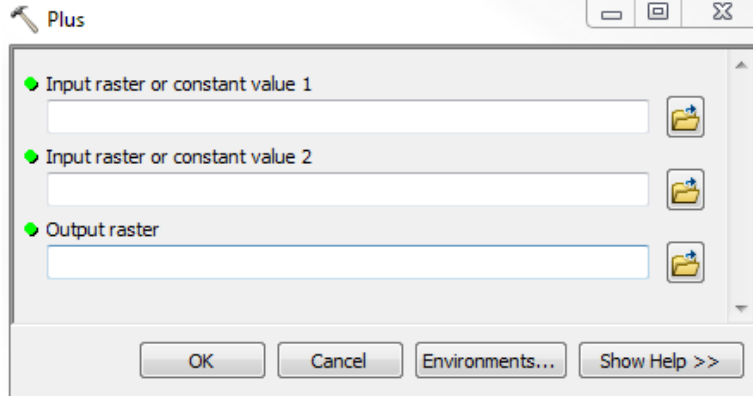 Plus
Input raster or constant value 1
Input raster or constant value 2
Output raster
OK Cancel Environments... Show Help >>